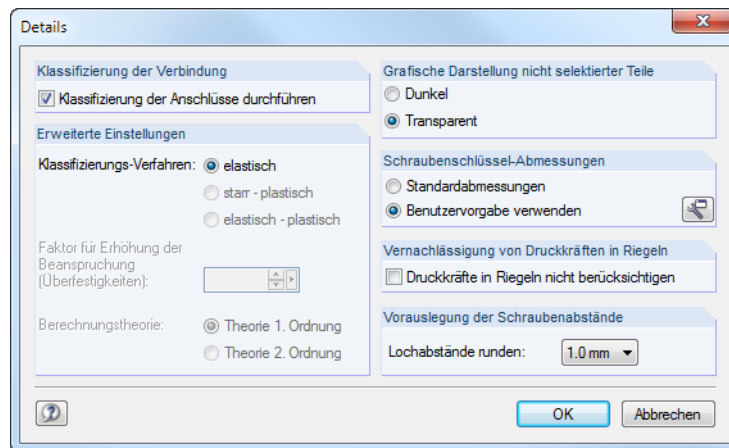 Details
Klassifizierung der Verbindung
Klassifizierung der Anschlüsse durchführen
Erweiterte Einstellungen
Klassifizierungs-Verfahren:
elastisch
starr - plastisch
elastisch - plastisch
Faktor für Erhöhung der
Beanspruchung
(Überfestigkeiten):
Berechnungstheorie:
Theorie 1. Ordnung
Theorie 2. Ordnung
Grafische Darstellung nicht selektierter Teile
Dunkel
Transparent
Schraubenschlüssel-Abmessungen
Standardabmessungen
Benutzervorgabe verwenden
Vernachlässigung von Druckkräften in Riegeln
Druckkräfte in Riegeln nicht berücksichtigen
Vorauslegung der Schraubenabstände
Lochabstände runden:
1.0 mm
OK
Abbrechen